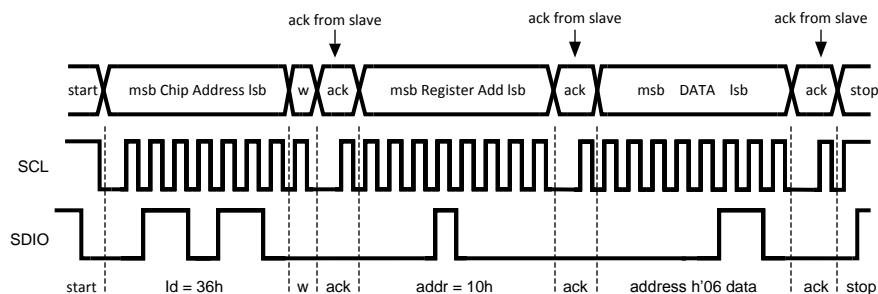 ack from slave ack from slave ack from slave
start msb Chip Address lsb w ack msb Register Add lsb ack msb DATA lsb ack stop
SCL
SDIO
start Id = 36h w ack addr = 10h ack address h'06 data ack stop